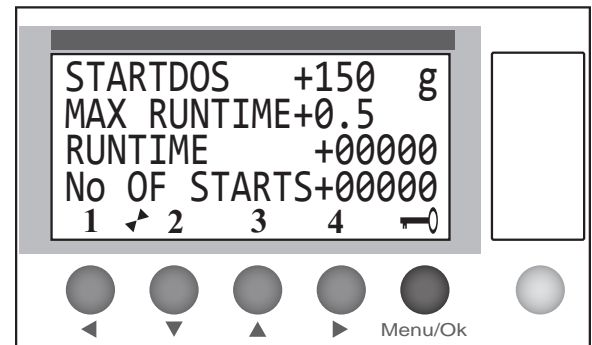 STARTDOS +150 g
MAX RUNTIME+0.5
RUNTIME +00000
No OF STARTS+00000
1 2 3 4
Menu/Ok